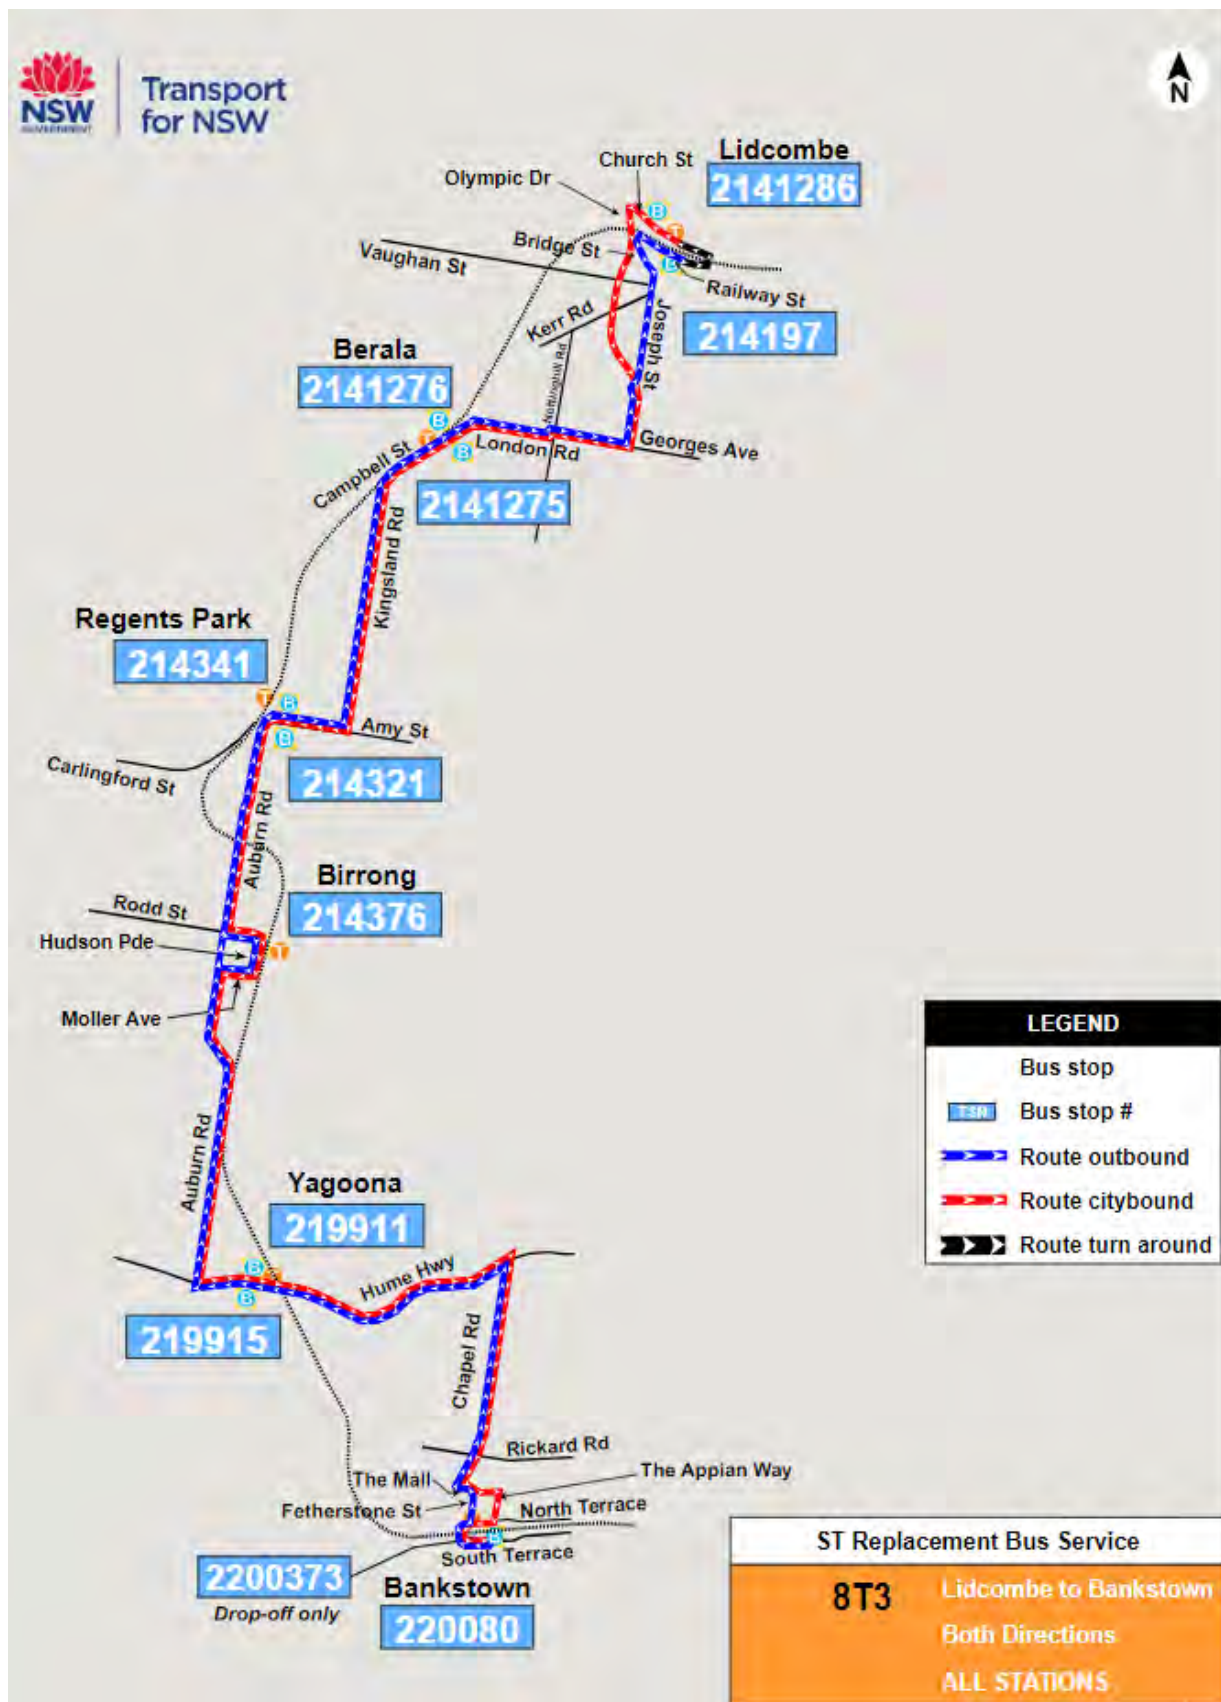 NSW
GOVERNMENT
Transport
for NSW
N
Church St
Lidcombe
2141286
Olympic Dr
B
T
Bridge St
Vaughan St
B
Railway St
214197
Kerr Rd
Joseph St
Nottinghill Rd
Berala
2141276
B
T
B
London Rd
Georges Ave
Campbell St
2141275
Kingsland Rd
Regents Park
214341
T
B
B
Amy St
Carlingford St
214321
Auburn Rd
Birrong
214376
Rodd St
Hudson Pde
T
Moller Ave
LEGEND
Bus stop
TSN Bus stop #
Route outbound
Route citybound
Route turn around
Auburn Rd
Yagoona
219911
B
B
Hume Hwy
219915
Chapel Rd
Rickard Rd
The Mall
The Appian Way
Fetherstone St
North Terrace
B
South Terrace
2200373
Drop-off only
Bankstown
220080
ST Replacement Bus Service
8T3
Lidcombe to Bankstown
Both Directions
ALL STATIONS